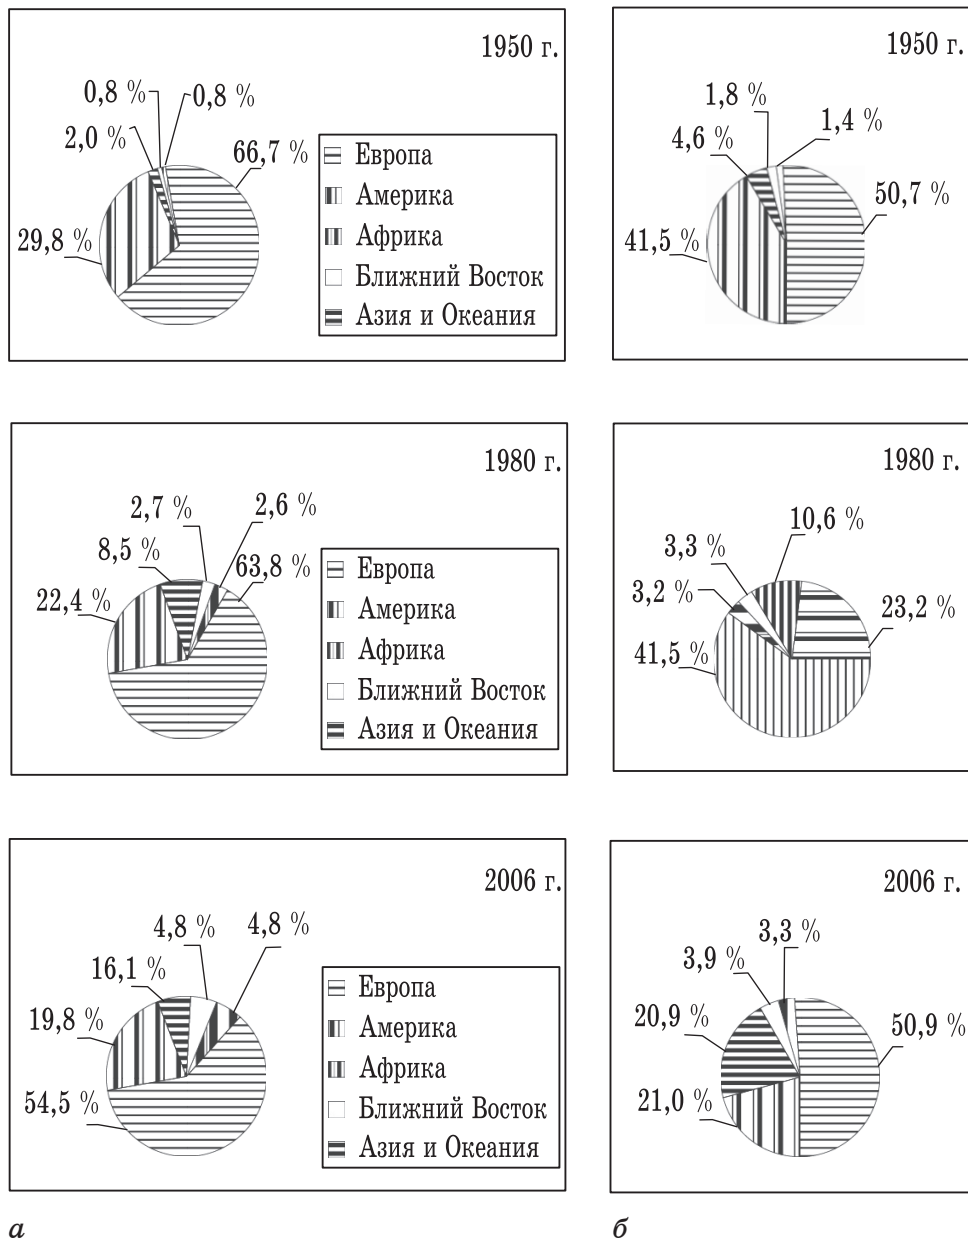 1950 г.
0,8 %
0,8 %
2,0 %
66,7 %
29,8 %
Европа
Америка
Африка
Ближний Восток
Азия и Океания
1950 г.
1,8 %
1,4 %
4,6 %
50,7 %
41,5 %
1980 г.
2,7 %
2,6 %
8,5 %
63,8 %
22,4 %
Европа
Америка
Африка
Ближний Восток
Азия и Океания
1980 г.
10,6 %
3,3 %
3,2 %
23,2 %
41,5 %
2006 г.
4,8 %
4,8 %
16,1 %
19,8 %
54,5 %
Европа
Америка
Африка
Ближний Восток
Азия и Океания
2006 г.
3,3 %
3,9 %
20,9 %
50,9 %
21,0 %
а
б